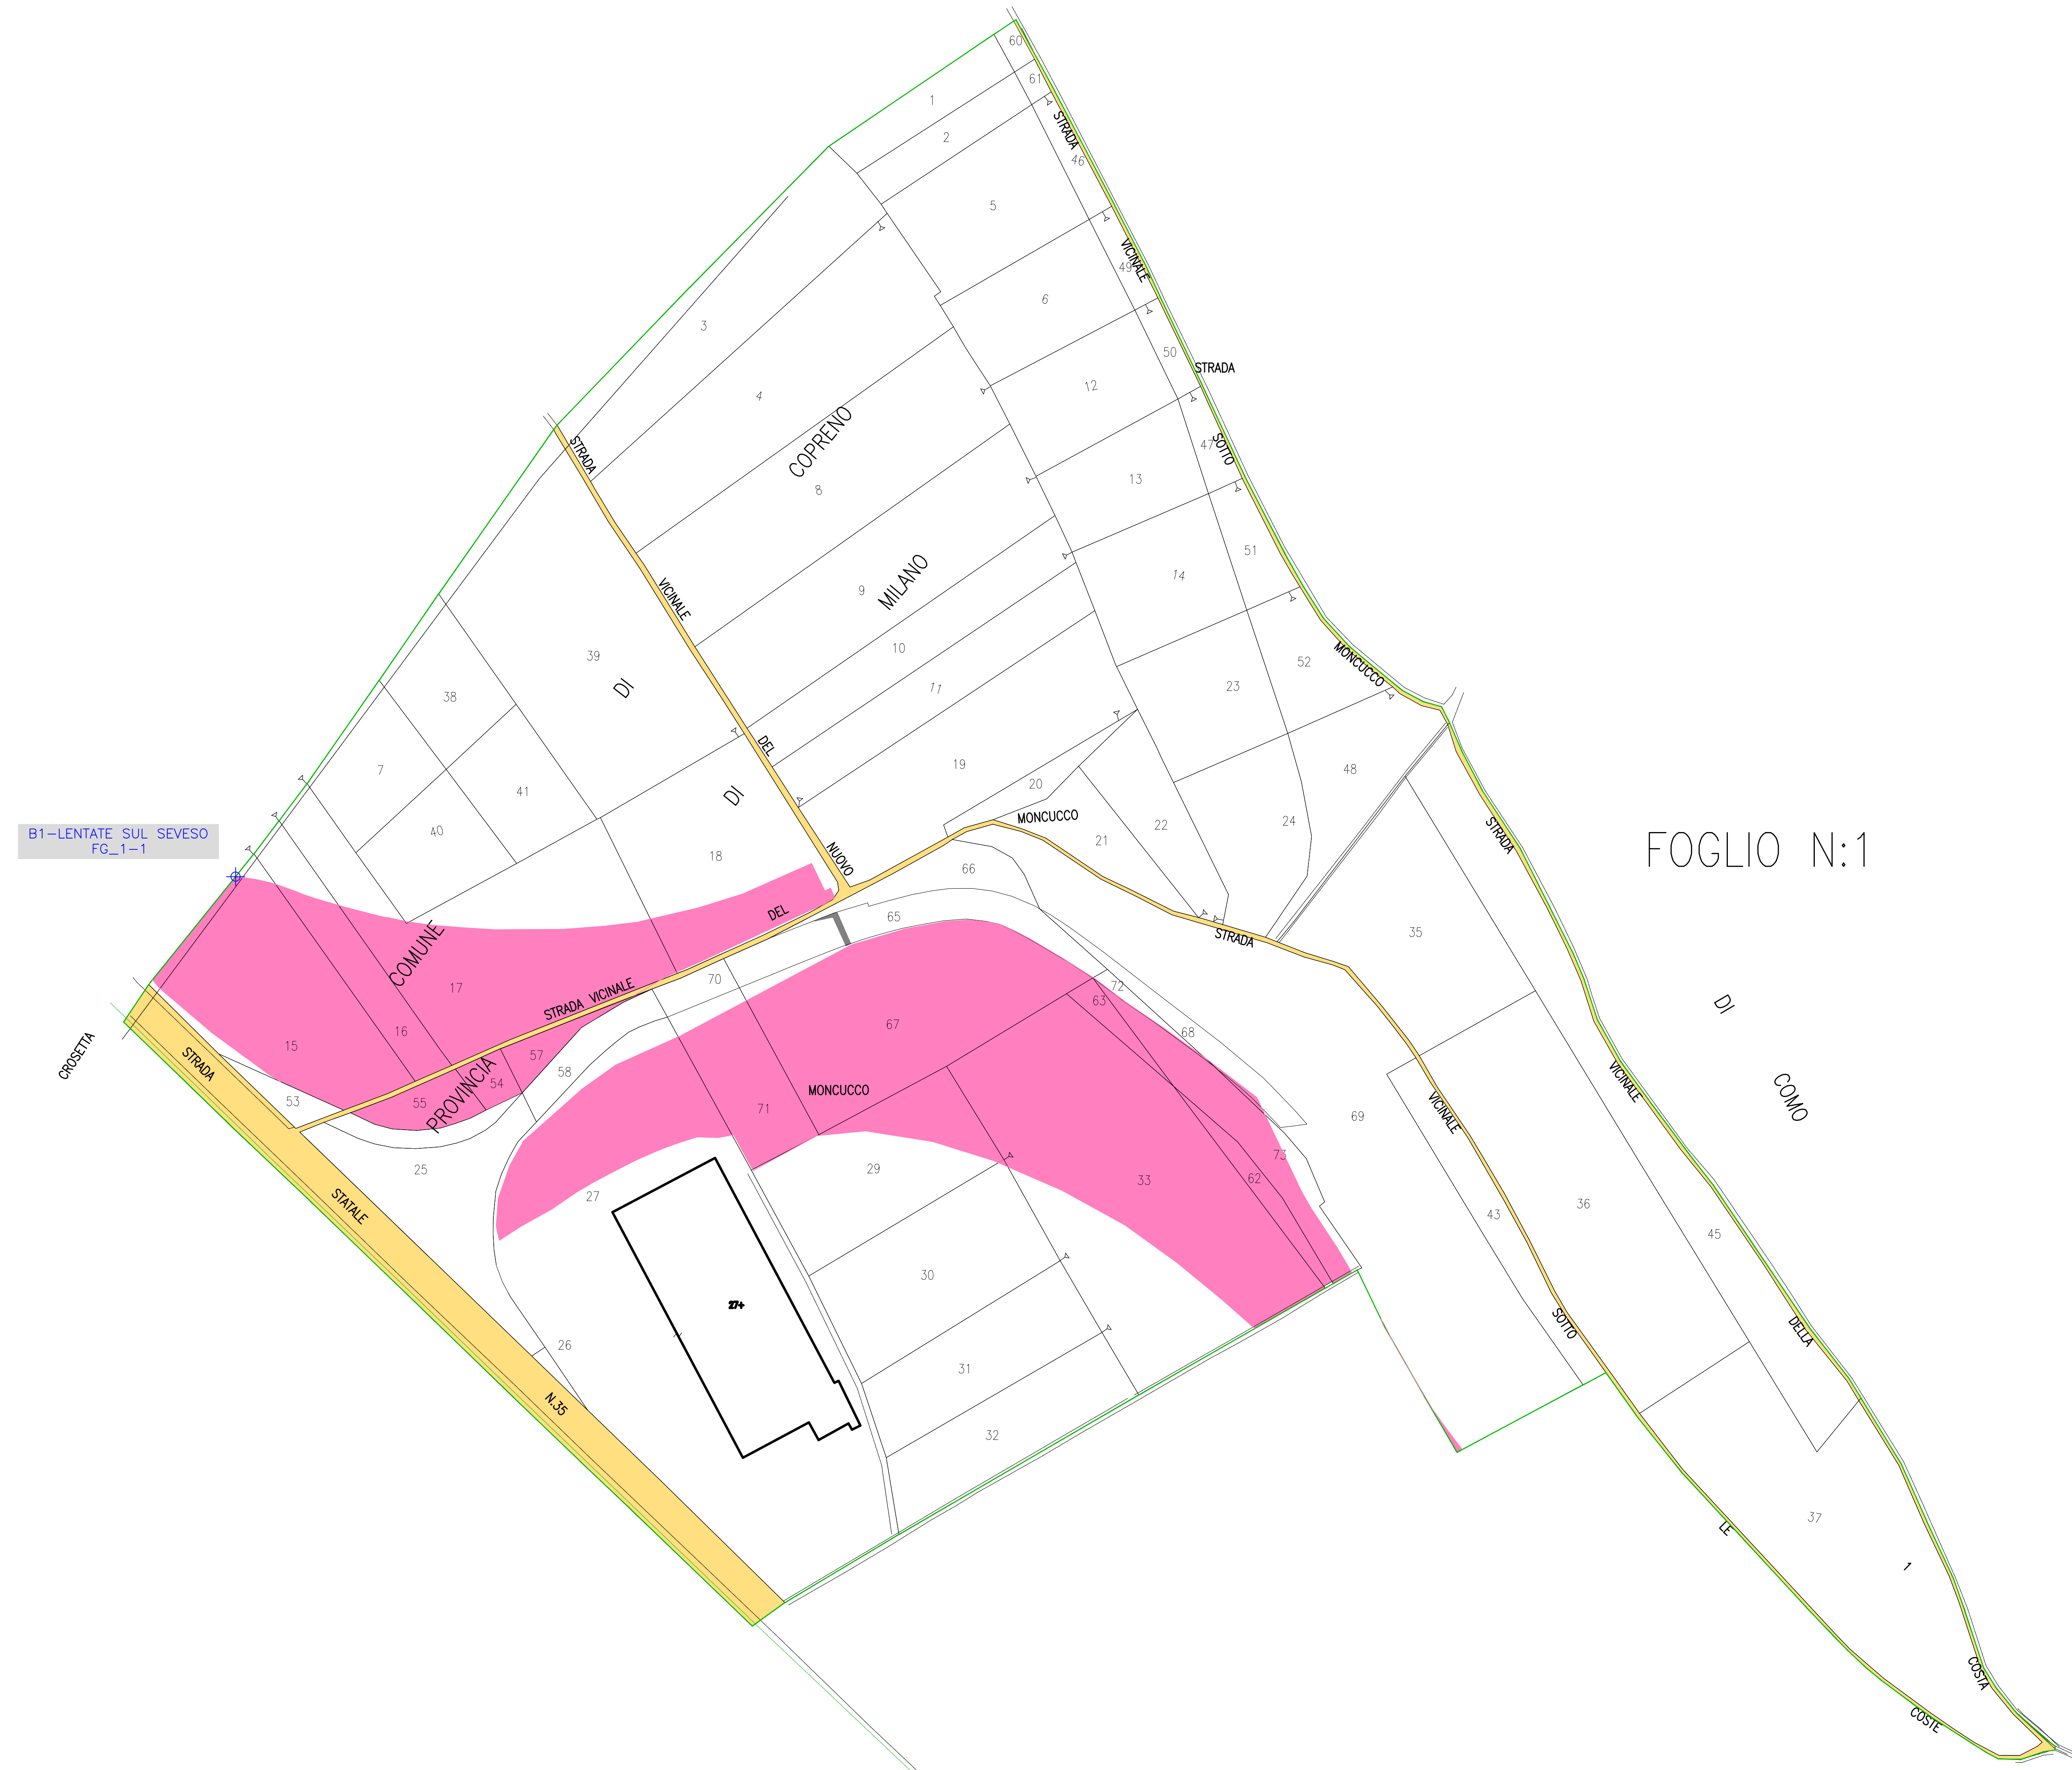 60
1
61
2
STRADA
46
5
VICINALE
49
6
3
50
STRADA
12
4
COPRENO
STRADA
SOTTO
47
13
8
51
14
MILANO
9
VICINALE
10
39
DI
11
38
23
52
MONCUCCO
DEL
19
48
7
20
41
DI
MONCUCCO
24
22
40
21
STRADA
B1-LENTATE SUL SEVESO
FG_1-1
FOGLIO N:1
18
NUOVO
66
DEL
65
35
STRADA
COMUNE
70
17
STRADA VICINALE
72
63
DI
67
68
16
15
CROSETTA
STRADA
57
58
54
PROVINCIA
MONCUCCO
VICINALE
COMO
53
55
71
69
VICINALE
25
29
73
33
62
27
STATALE
43
36
45
30
27+
SOTTO
DELLA
26
31
N.35
32
37
LE
1
COSTA
COSTE